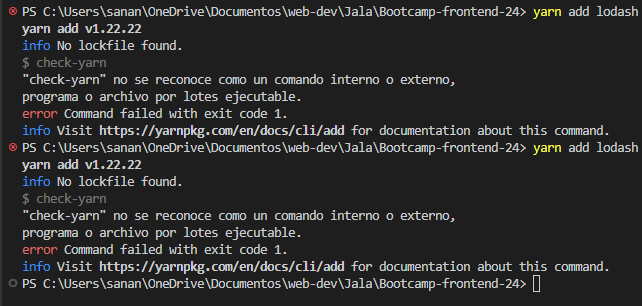 PS C:\Users\sanan\OneDrive\Documentos\web-dev\Jala\Bootcamp-frontend-24> yarn add lodash
yarn add v1.22.22
info No lockfile found.
$ check-yarn
"check-yarn" no se reconoce como un comando interno o externo,
programa o archivo por lotes ejecutable.
error Command failed with exit code 1.
info Visit https://yarnpkg.com/en/docs/cli/add for documentation about this command.
PS C:\Users\sanan\OneDrive\Documentos\web-dev\Jala\Bootcamp-frontend-24> yarn add lodash
yarn add v1.22.22
info No lockfile found.
$ check-yarn
"check-yarn" no se reconoce como un comando interno o externo,
programa o archivo por lotes ejecutable.
error Command failed with exit code 1.
info Visit https://yarnpkg.com/en/docs/cli/add for documentation about this command.
PS C:\Users\sanan\OneDrive\Documentos\web-dev\Jala\Bootcamp-frontend-24>